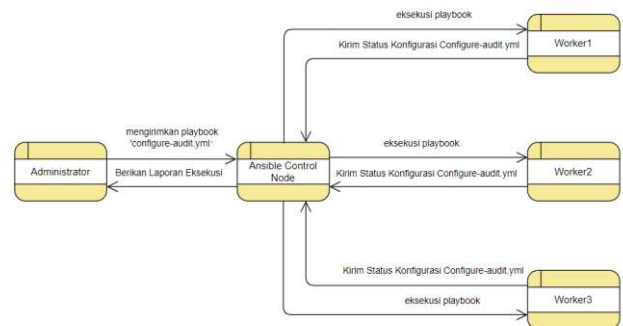 eksekusi playbook
Worker1
Kirim Status Konfigurasi Configure-audit.yml
mengirimkan playbook
'configure-audit.yml'
Administrator
Berikan Laporan Eksekusi
Ansible Control
Node
eksekusi playbook
Worker2
Kirim Status Konfigurasi Configure-audit.yml
Kirim Status Konfigurasi Configure-audit.yml
eksekusi playbook
Worker3